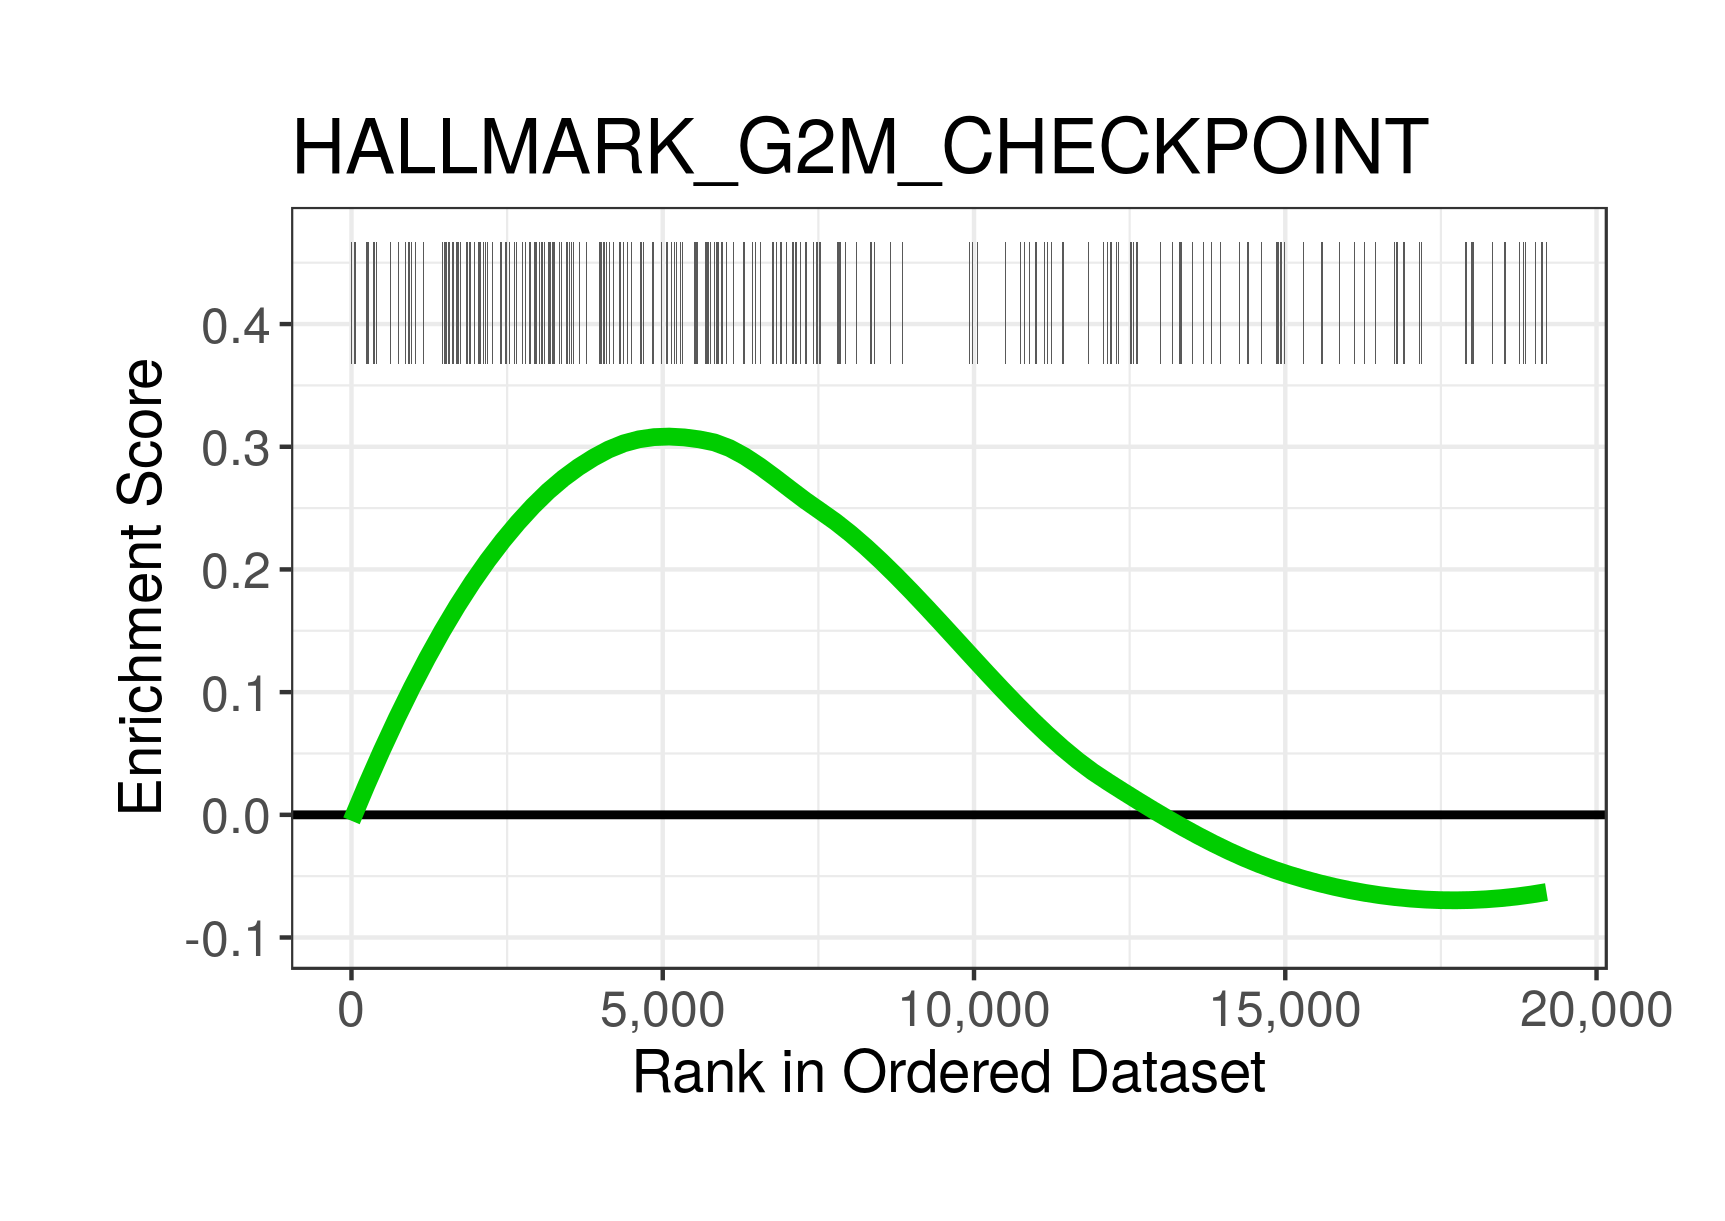 HALLMARK_G2M_CHECKPOINT
Enrichment Score
0.4
0.3
0.2
0.1
0.0
-0.1
0 5,000 10,000 15,000 20,000
Rank in Ordered Dataset